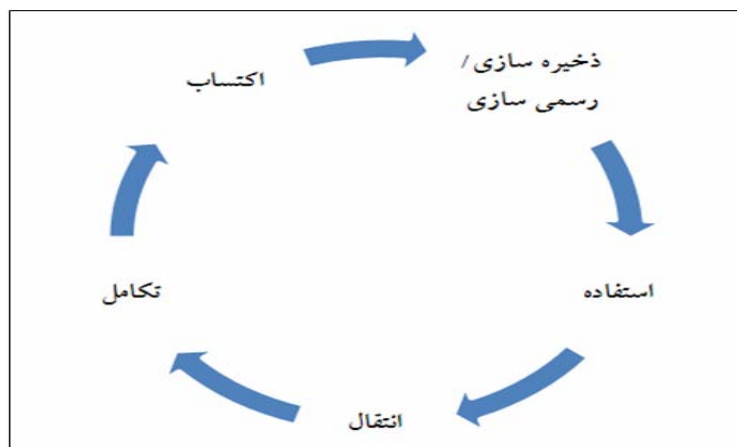 اکتساب
ذخیره سازی /
رسمی سازی
استفاده
انتقال
تکامل